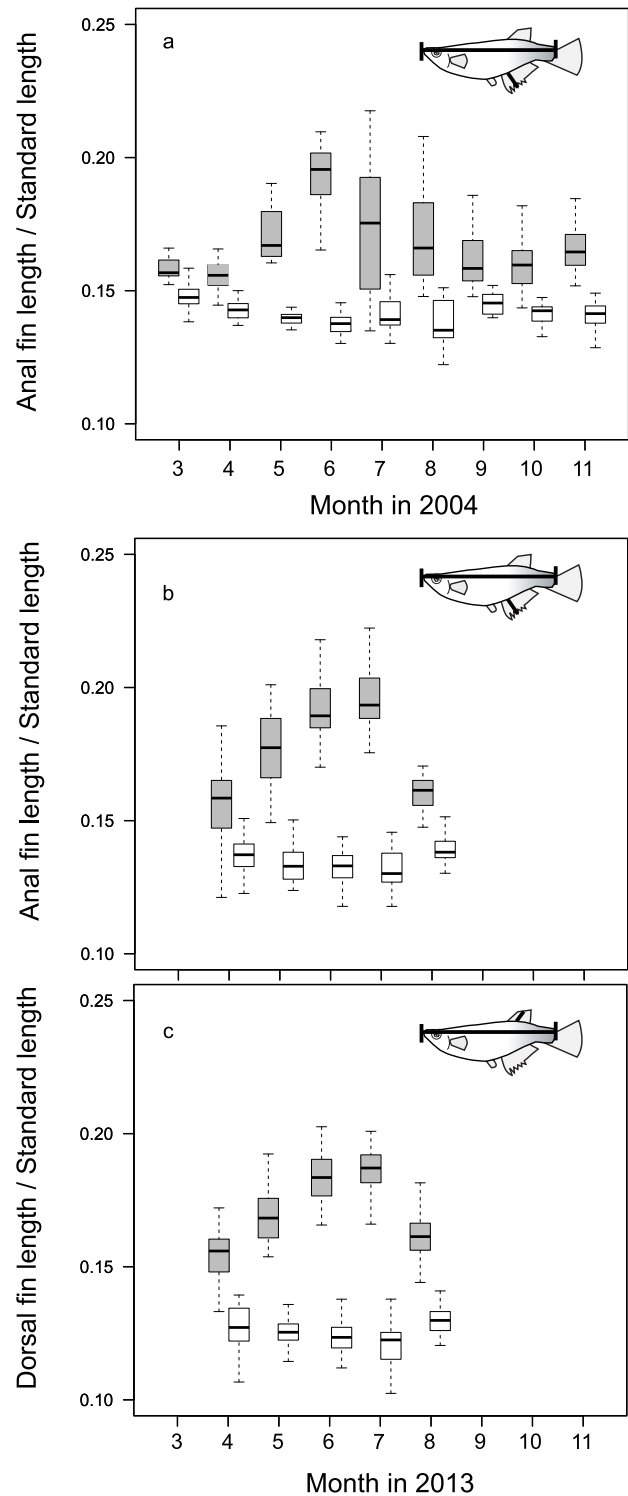 a
0.25
0.20
0.15
0.10
Anal fin length / Standard length
3 4 5 6 7 8 9 10 11
Month in 2004
b
0.25
0.20
0.15
0.10
Anal fin length / Standard length
c
0.25
0.20
0.15
0.10
Dorsal fin length / Standard length
3 4 5 6 7 8 9 10 11
Month in 2013